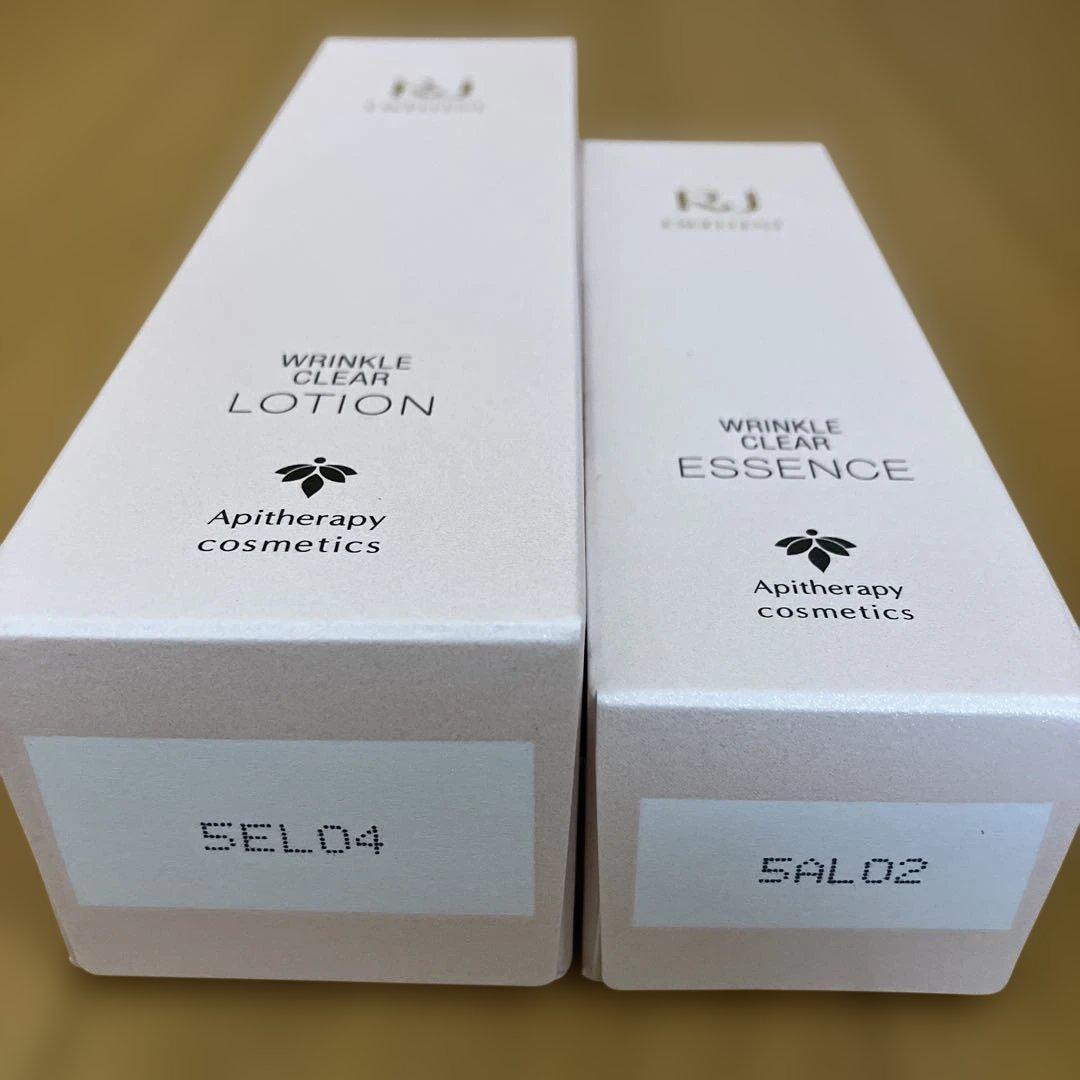 RJ
WRINKLE
CLEAR
LOTION
Apitherapy
cosmetics
5EL04
RJ
WRINKLE
CLEAR
ESSENCE
Apitherapy
cosmetics
5AL02